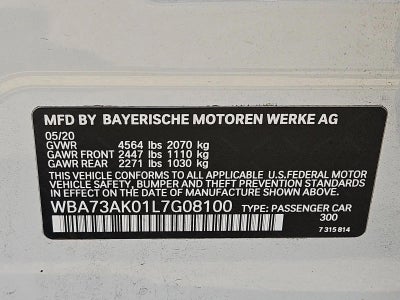 MFD BY BAYERISCHE MOTOREN WERKE AG
05/20
GVWR 4564 lbs 2070 kg
GAWR FRONT 2447 lbs 1110 kg
GAWR REAR 2271 lbs 1030 kg
THIS VEHICLE CONFORMS TO ALL APPLICABLE U.S.FEDERAL MOTOR
VEHICLE SAFETY, BUMPER, AND THEFT PREVENTION STANDARDS
IN EFFECT ON THE DATE OF MANUFACTURE SHOWN ABOVE.
WBA73AK01L7G08100 TYPE: PASSENGER CAR
300
7 315 814